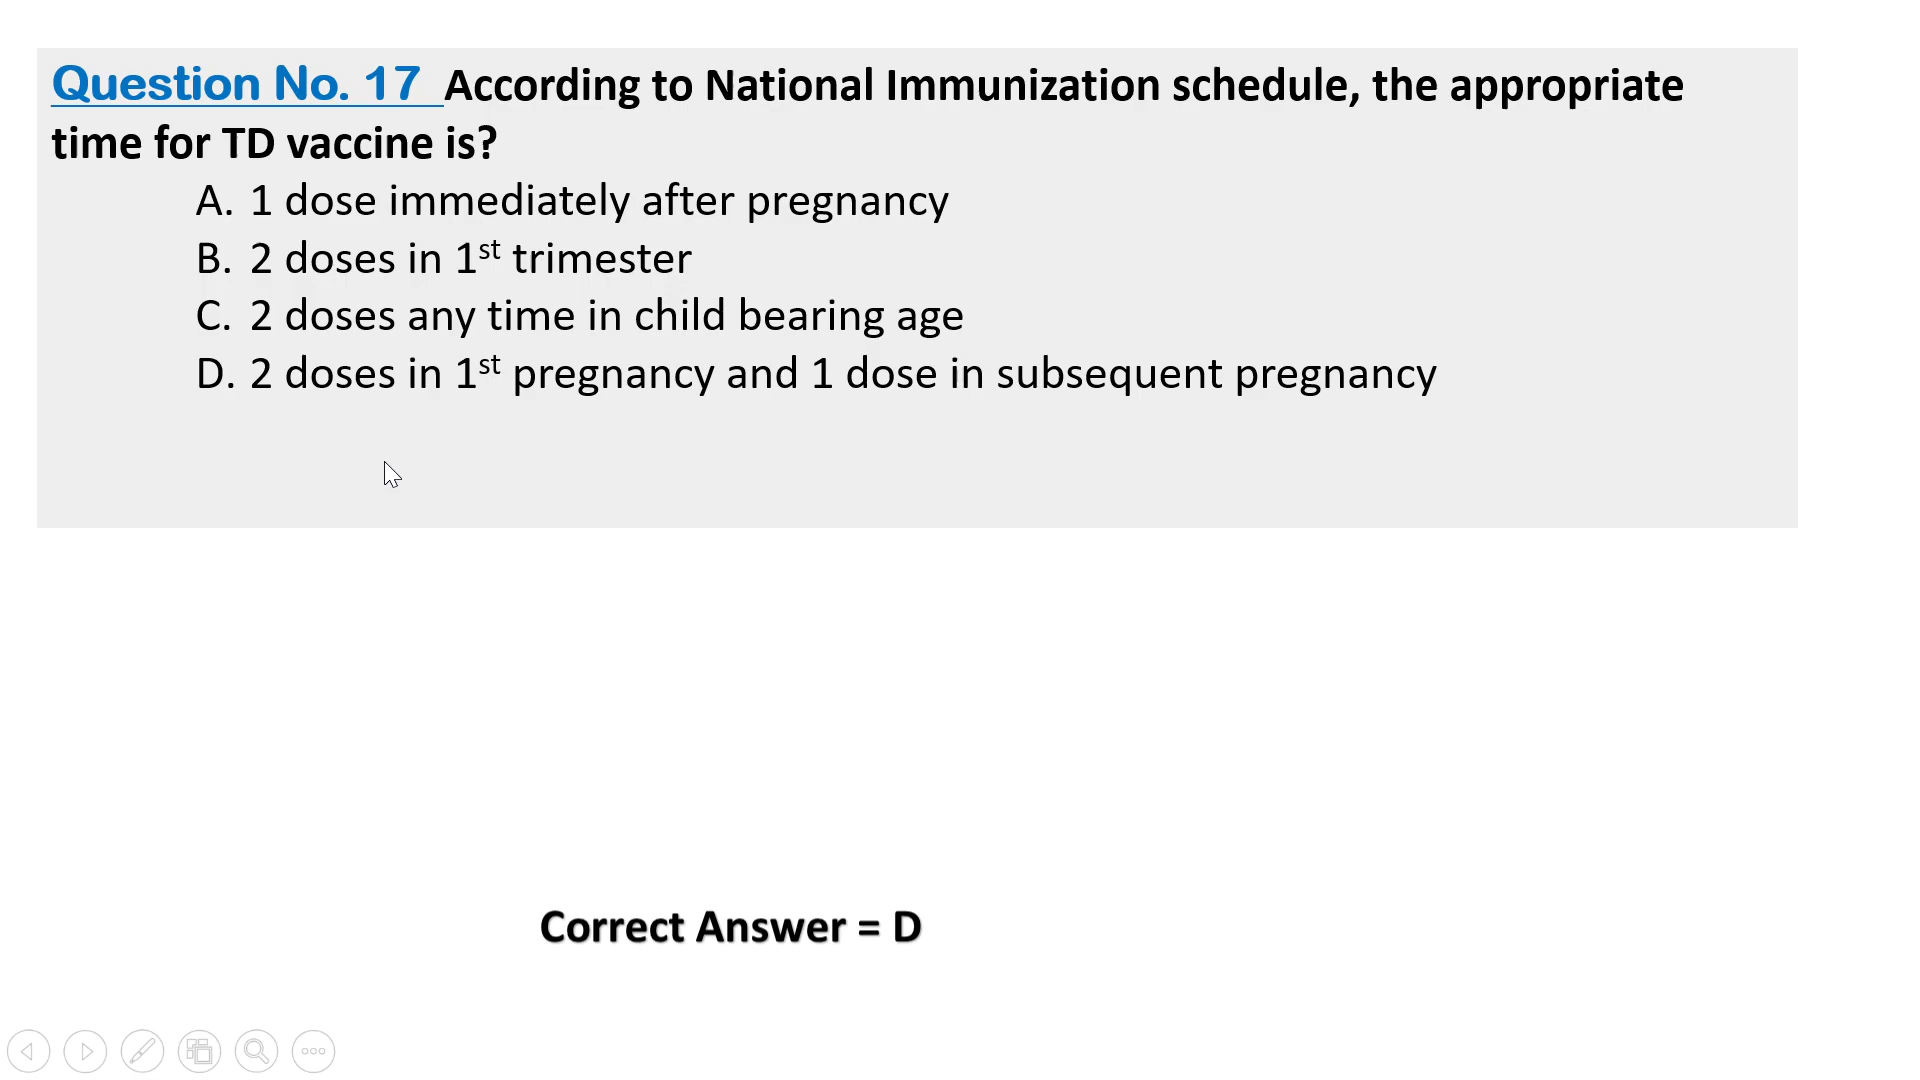 Question No. 17 According to National Immunization schedule, the appropriate
time for TD vaccine is?
A. 1 dose immediately after pregnancy
B. 2 doses in 1st trimester
C. 2 doses any time in child bearing age
D. 2 doses in 1st pregnancy and 1 dose in subsequent pregnancy
Correct Answer = D